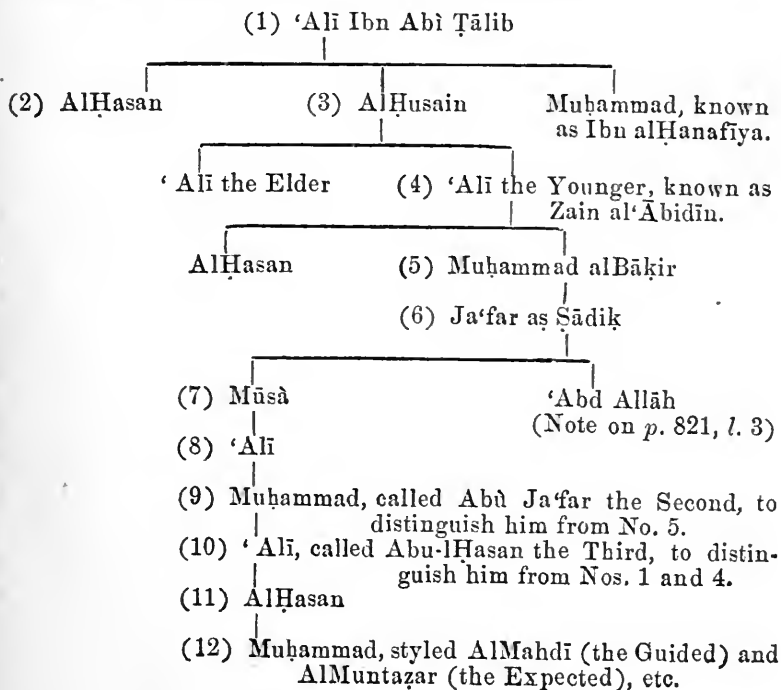 (1) ‘Alī Ibn Abì Ṭālib
(2) AlḤasan (3) AlḤusain Muḥammad, known
as Ibn alḤanafīya.
‘Alī the Elder (4) ‘Alī the Younger, known as
Zain al‘Ābidīn.
AlḤasan (5) Muḥammad alBāḳir
(6) Ja‘far aṣ Ṣādiḳ
(7) Mūsà ‘Abd Allāh
(Note on p. 821, l. 3)
(8) ‘Alī
(9) Muḥammad, called Abù Ja‘far the Second, to
distinguish him from No. 5.
(10) ‘Alī, called Abu-lḤasan the Third, to distin-
guish him from Nos. 1 and 4.
(11) AlḤasan
(12) Muḥammad, styled AlMahdī (the Guided) and
AlMuntaẓar (the Expected), etc.